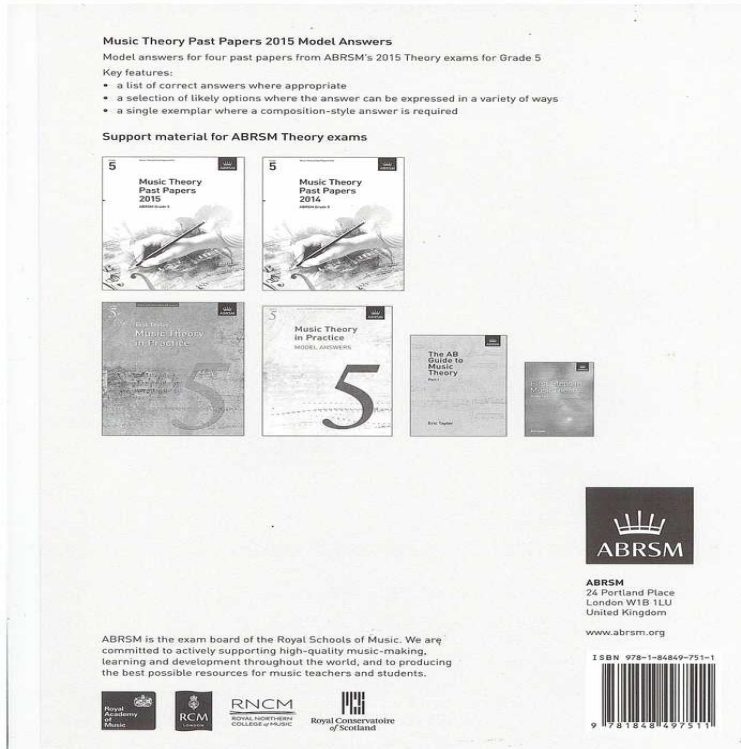 Music Theory Past Papers 2015 Model Answers
Model answers for four past papers from ABRSM's 2015 Theory exams for Grade 5
Key features:
• a list of correct answers where appropriate
• a selection of likely options where the answer can be expressed in a variety of ways
• a single exemplar where a composition-style answer is required
Support material for ABRSM Theory exams
5
ABRSM
Music Theory
Past Papers
2015
ABRSM Grade 5
5
ABRSM
Music Theory
Past Papers
2014
ABRSM Grade 5
5
Eric Taylor
Music Theory
in Practice
5
5
Music Theory
in Practice
MODEL ANSWERS
5
The AB
Guide to
Music
Theory
Part I
Eric Taylor
ABRSM
ABRSM
24 Portland Place
London W1B 1LU
United Kingdom
www.abrsm.org
ABRSM is the exam board of the Royal Schools of Music. We are
committed to actively supporting high-quality music-making,
learning and development throughout the world, and to producing
the best possible resources for music teachers and students.
Royal
Academy
of
Music
RCM
LONDON
RNCM
ROYAL NORTHERN
COLLEGE of MUSIC
Royal Conservatoire
of Scotland
ISBN 978-1-84849-751-1
9 781848 497511